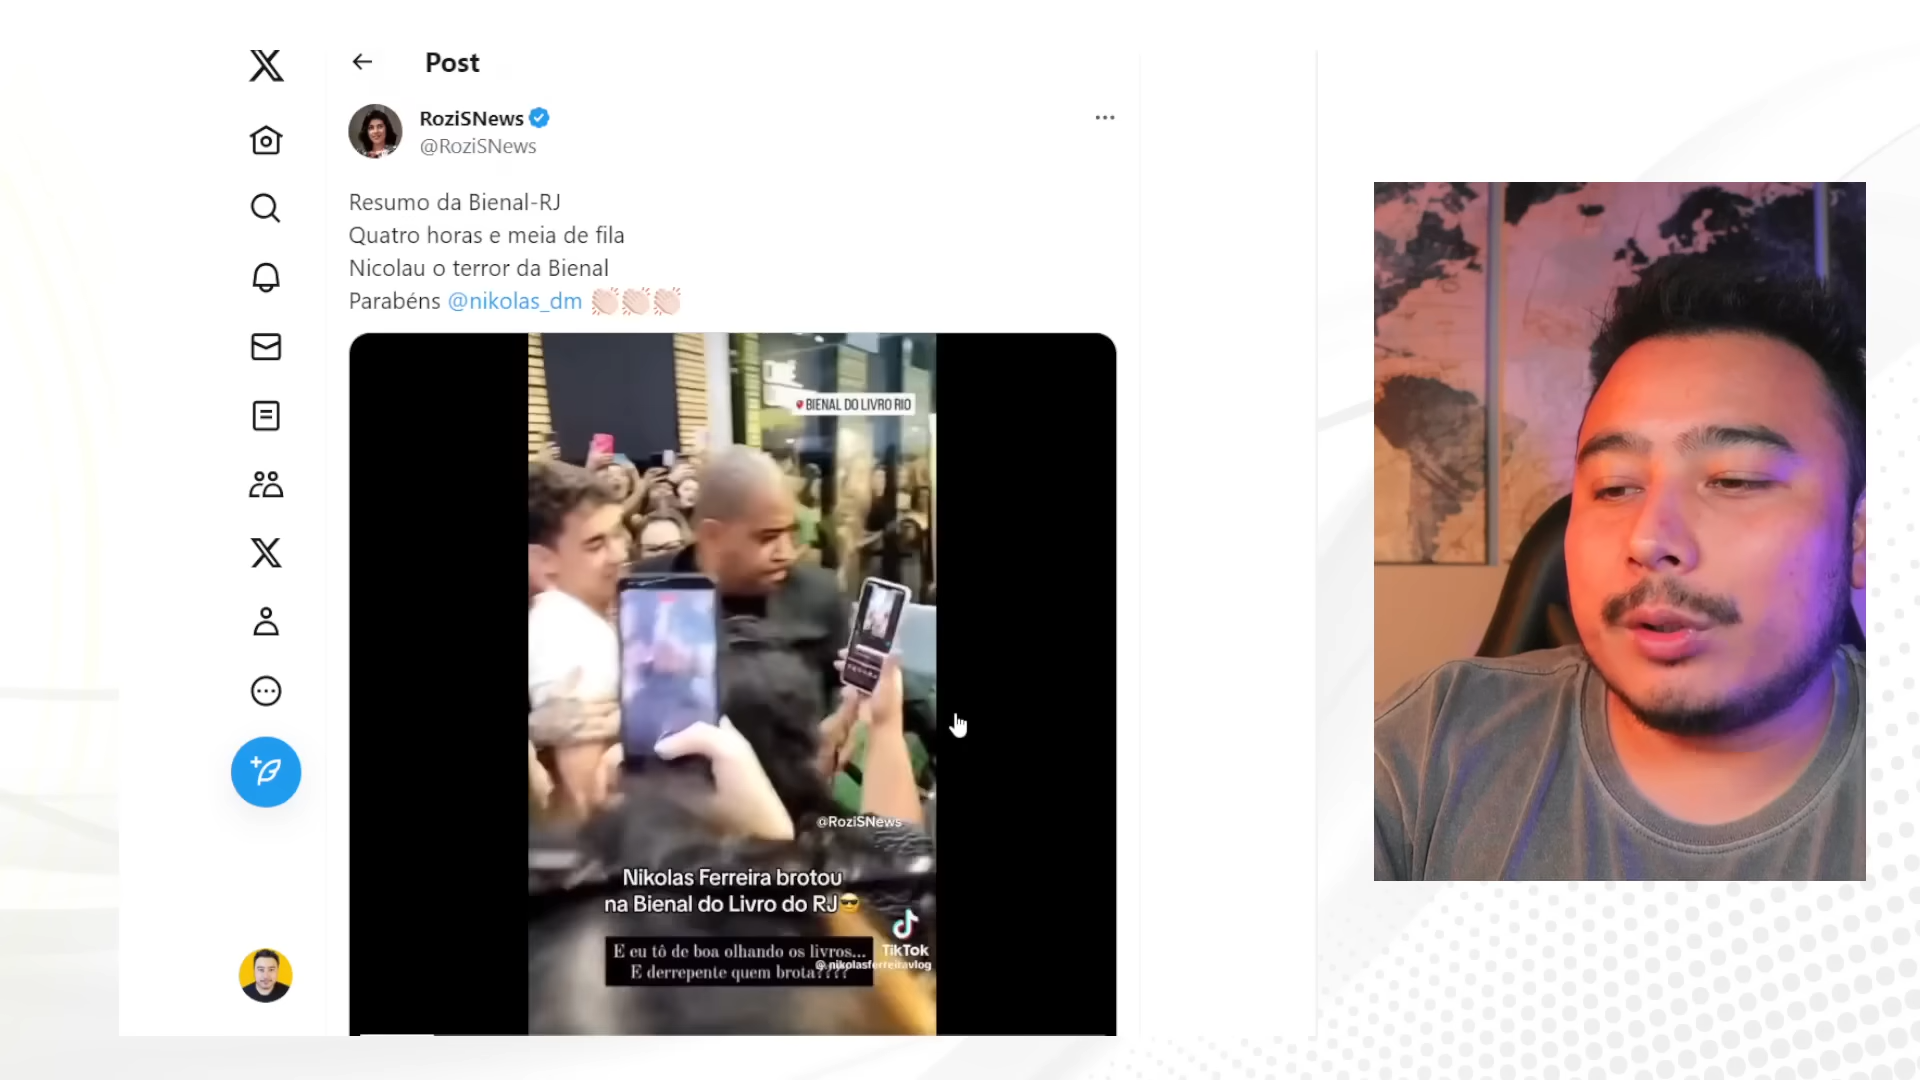 Post
RoziSNews
@RoziSNews
Resumo da Bienal-RJ
Quatro horas e meia de fila
Nicolau o terror da Bienal
Parabéns @nikolas_dm 👏🏻👏🏻👏🏻
BIENAL DO LIVRO RIO
@RoziSNews
Nikolas Ferreira brotou
na Bienal do Livro do RJ😎
E eu tô de boa olhando os livros...
E derrepente quem brota????
TikTok
@nikolasferreitavlog